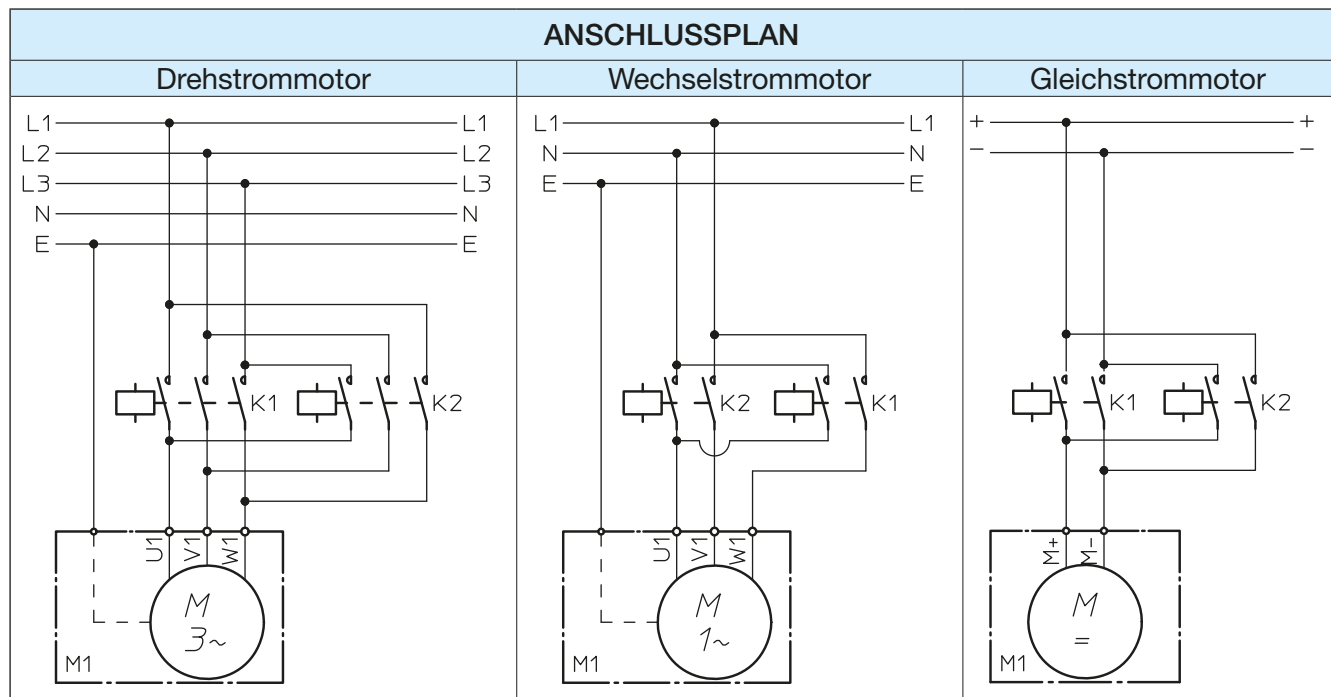 ANSCHLUSSPLAN
Drehstrommotor
L1 L1
L2 L2
L3 L3
N N
E E
K1 K2
U1 V1 W1
M
3~
M1
Wechselstrommotor
L1 L1
N N
E E
K2 K1
U1 V1 W1
M
1~
M1
Gleichstrommotor
+ +
− −
K1 K2
M+ M-
M
=
M1